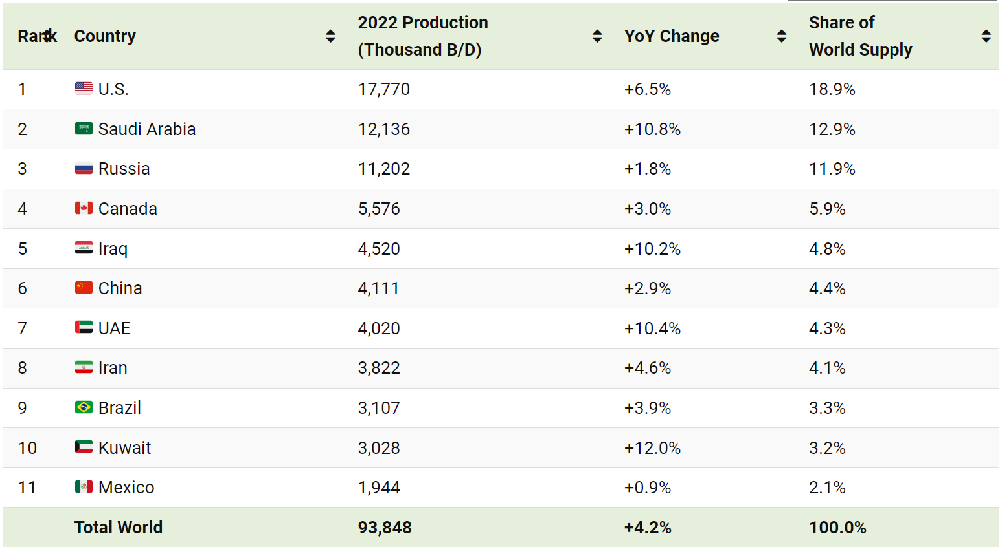 Rank Country 2022 Production (Thousand B/D) YoY Change Share of World Supply
1 U.S. 17,770 +6.5% 18.9%
2 Saudi Arabia 12,136 +10.8% 12.9%
3 Russia 11,202 +1.8% 11.9%
4 Canada 5,576 +3.0% 5.9%
5 Iraq 4,520 +10.2% 4.8%
6 China 4,111 +2.9% 4.4%
7 UAE 4,020 +10.4% 4.3%
8 Iran 3,822 +4.6% 4.1%
9 Brazil 3,107 +3.9% 3.3%
10 Kuwait 3,028 +12.0% 3.2%
11 Mexico 1,944 +0.9% 2.1%
Total World 93,848 +4.2% 100.0%